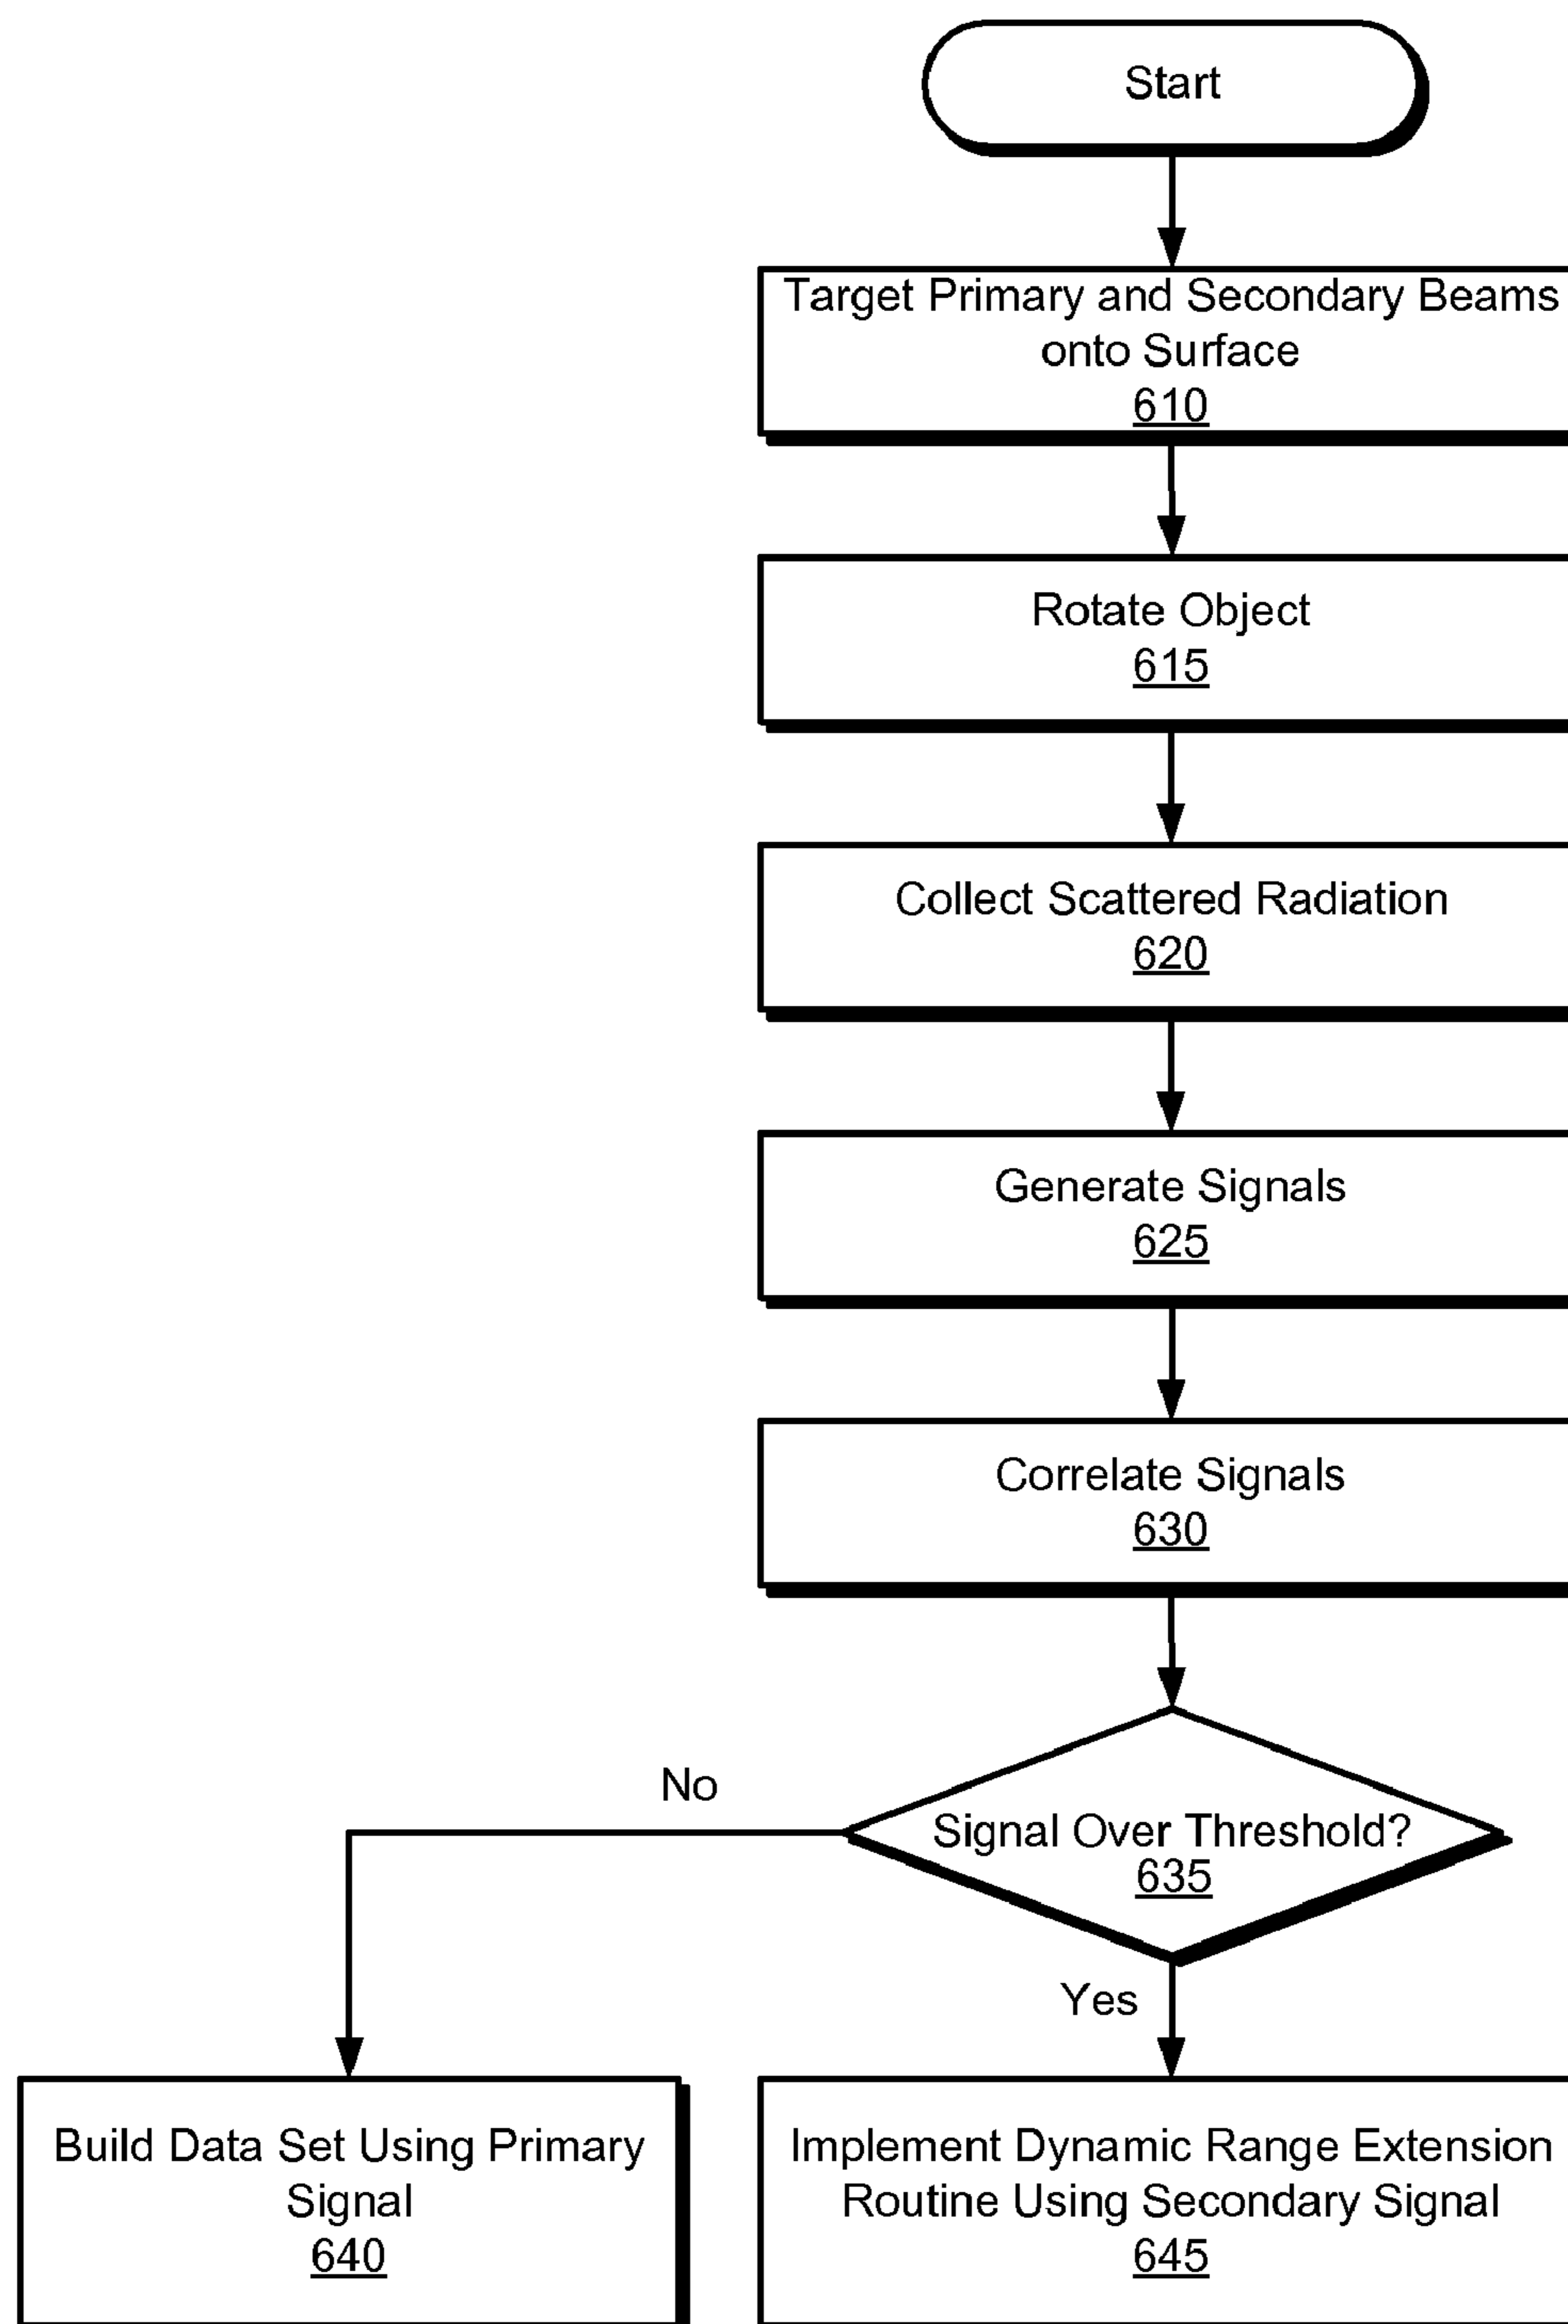 Start
Target Primary and Secondary Beams
onto Surface
610
Rotate Object
615
Collect Scattered Radiation
620
Generate Signals
625
Correlate Signals
630
Signal Over Threshold?
635
No
Yes
Build Data Set Using Primary
Signal
640
Implement Dynamic Range Extension
Routine Using Secondary Signal
645